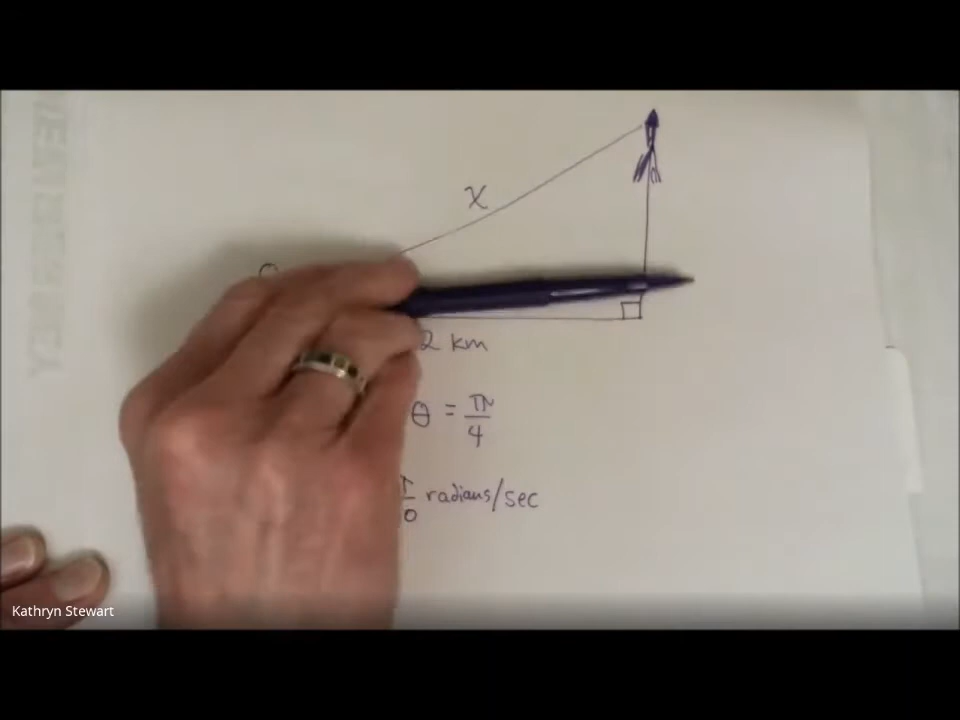 x
2 km
θ = π/4
radians/sec
Kathryn Stewart